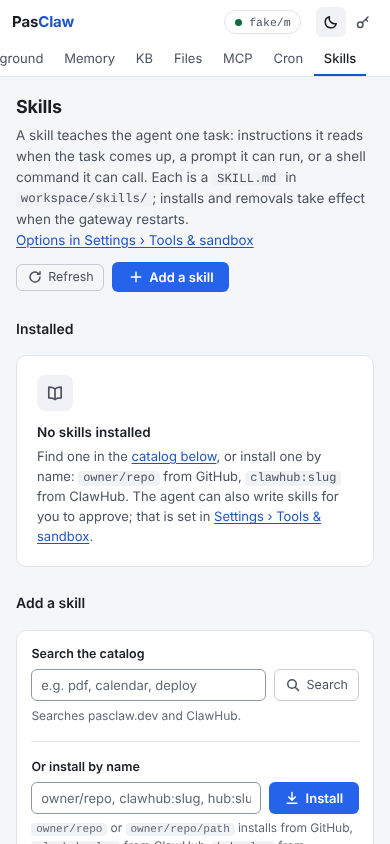 PasClaw
fake/m
ground Memory KB Files MCP Cron Skills
Skills
A skill teaches the agent one task: instructions it reads
when the task comes up, a prompt it can run, or a shell
command it can call. Each is a SKILL.md in
workspace/skills/ ; installs and removals take effect
when the gateway restarts.
Options in Settings › Tools & sandbox
Refresh
Add a skill
Installed
No skills installed
Find one in the catalog below, or install one by
name: owner/repo from GitHub, clawhub:slug
from ClawHub. The agent can also write skills for
you to approve; that is set in Settings › Tools &
sandbox.
Add a skill
Search the catalog
e.g. pdf, calendar, deploy
Search
Searches pasclaw.dev and ClawHub.
Or install by name
owner/repo, clawhub:slug, hub:slu
Install
owner/repo or owner/repo/path installs from GitHub,